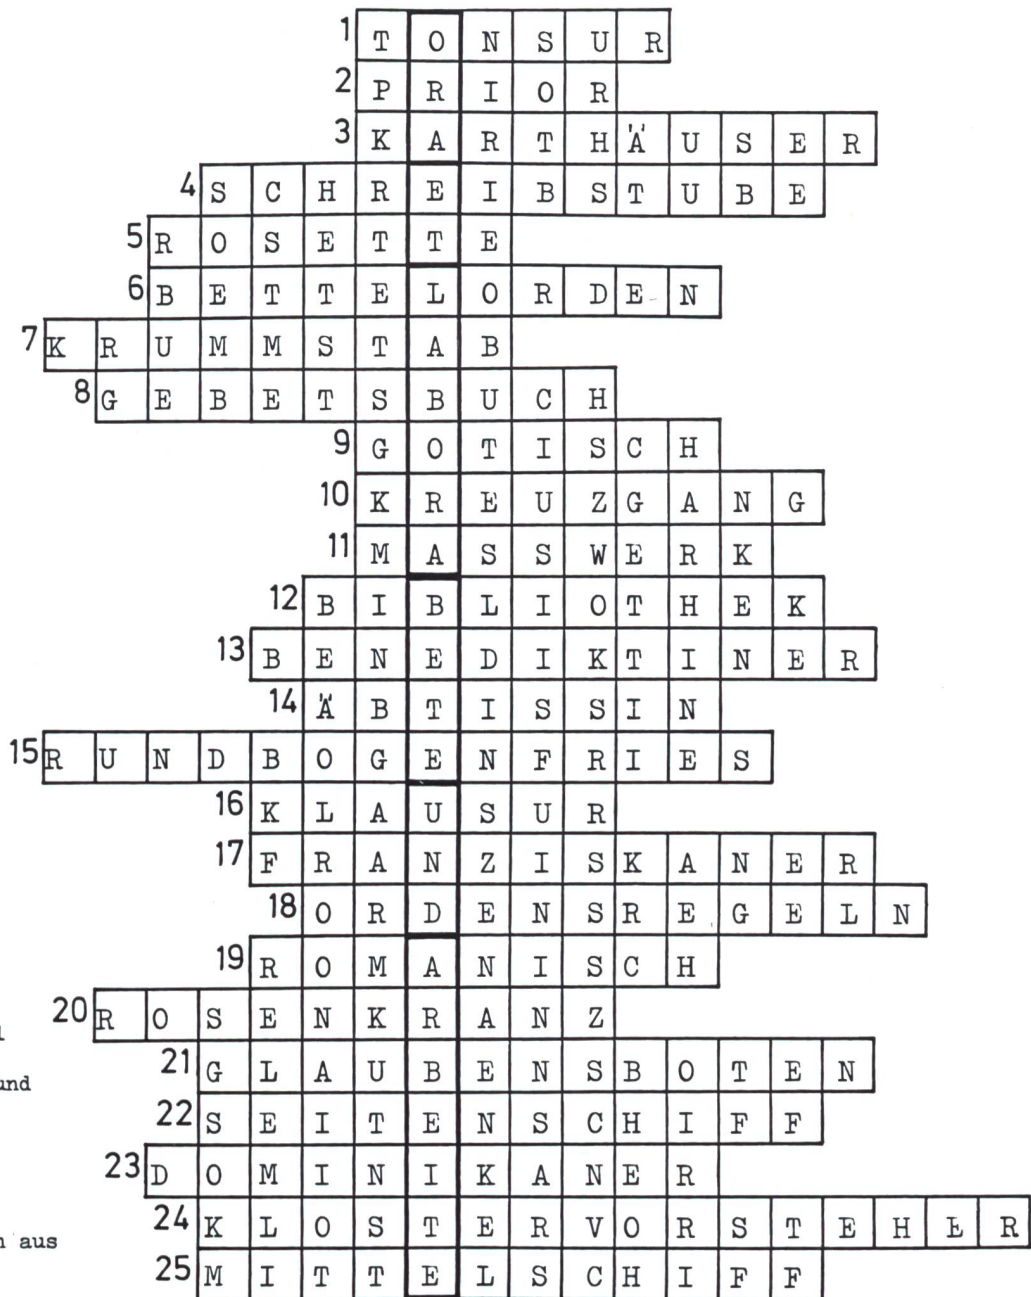 1 TONSUR
2 PRIOR
3 KARTHÄUSER
4 SCHREIBSTUBE
5 ROSETTE
6 BETTELORDEN
7 KRUMMSTAB
8 GEBETSBUCH
9 GOTISCH
10 KREUZGANG
11 MASSWERK
12 BIBLIOTHEK
13 BENEDIKTINER
14 ÄBTISSIN
15 RUNDBOGENFRIES
16 KLAUSUR
17 FRANZISKANER
18 ORDENSREGELN
19 ROMANISCH
20 ROSENKRANZ
21 GLAUBENSBOTEN
und
22 SEITENSCHIFF
23 DOMINIKANER
24 KLOSTERVORSTEHER
aus
25 MITTELSCHIFF